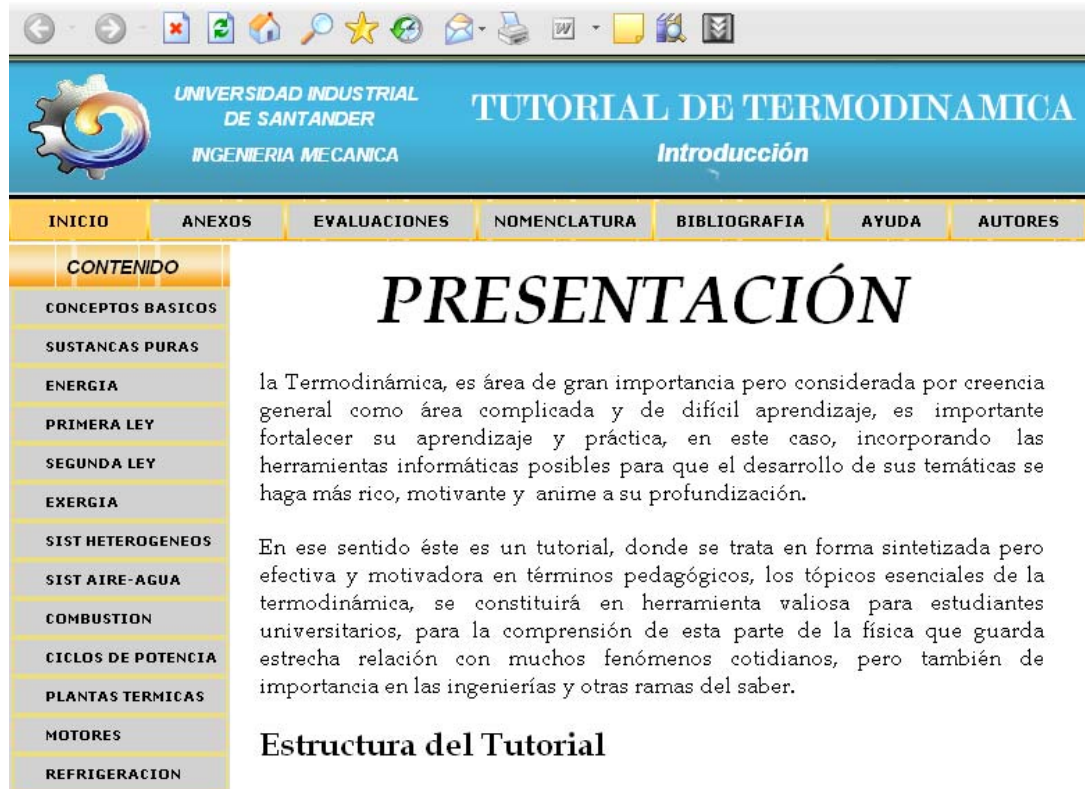 UNIVERSIDAD INDUSTRIAL
DE SANTANDER
INGENIERIA MECANICA
TUTORIAL DE TERMODINAMICA
Introducción
INICIO ANEXOS EVALUACIONES NOMENCLATURA BIBLIOGRAFIA AYUDA AUTORES
CONTENIDO
CONCEPTOS BASICOS
SUSTANCAS PURAS
ENERGIA
PRIMERA LEY
SEGUNDA LEY
EXERGIA
SIST HETEROGENEOS
SIST AIRE-AGUA
COMBUSTION
CICLOS DE POTENCIA
PLANTAS TERMICAS
MOTORES
REFRIGERACION
PRESENTACIÓN
la Termodinámica, es área de gran importancia pero considerada por creencia
general como área complicada y de difícil aprendizaje, es importante
fortalecer su aprendizaje y práctica, en este caso, incorporando las
herramientas informáticas posibles para que el desarrollo de sus temáticas se
haga más rico, motivante y anime a su profundización.
En ese sentido éste es un tutorial, donde se trata en forma sintetizada pero
efectiva y motivadora en términos pedagógicos, los tópicos esenciales de la
termodinámica, se constituirá en herramienta valiosa para estudiantes
universitarios, para la comprensión de esta parte de la física que guarda
estrecha relación con muchos fenómenos cotidianos, pero también de
importancia en las ingenierías y otras ramas del saber.
Estructura del Tutorial